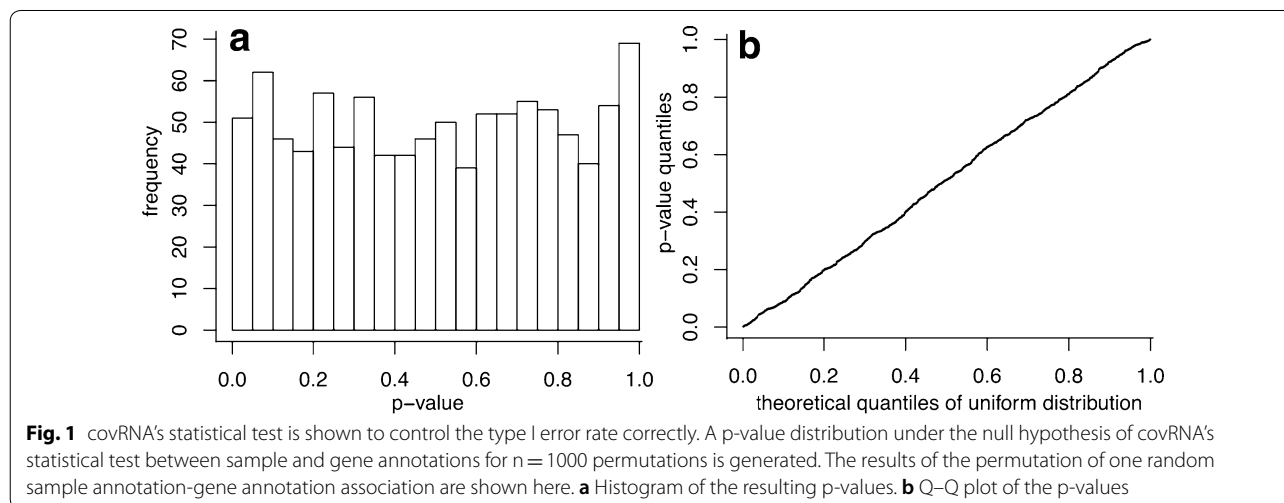 a
70
60
50
40
30
20
10
0
frequency
0.0 0.2 0.4 0.6 0.8 1.0
p−value
b
1.0
0.8
0.6
0.4
0.2
0.0
p−value quantiles
0.0 0.2 0.4 0.6 0.8 1.0
theoretical quantiles of uniform distribution
Fig. 1 covRNA's statistical test is shown to control the type I error rate correctly. A p-value distribution under the null hypothesis of covRNA's
statistical test between sample and gene annotations for n = 1000 permutations is generated. The results of the permutation of one random
sample annotation-gene annotation association are shown here. a Histogram of the resulting p-values. b Q–Q plot of the p-values